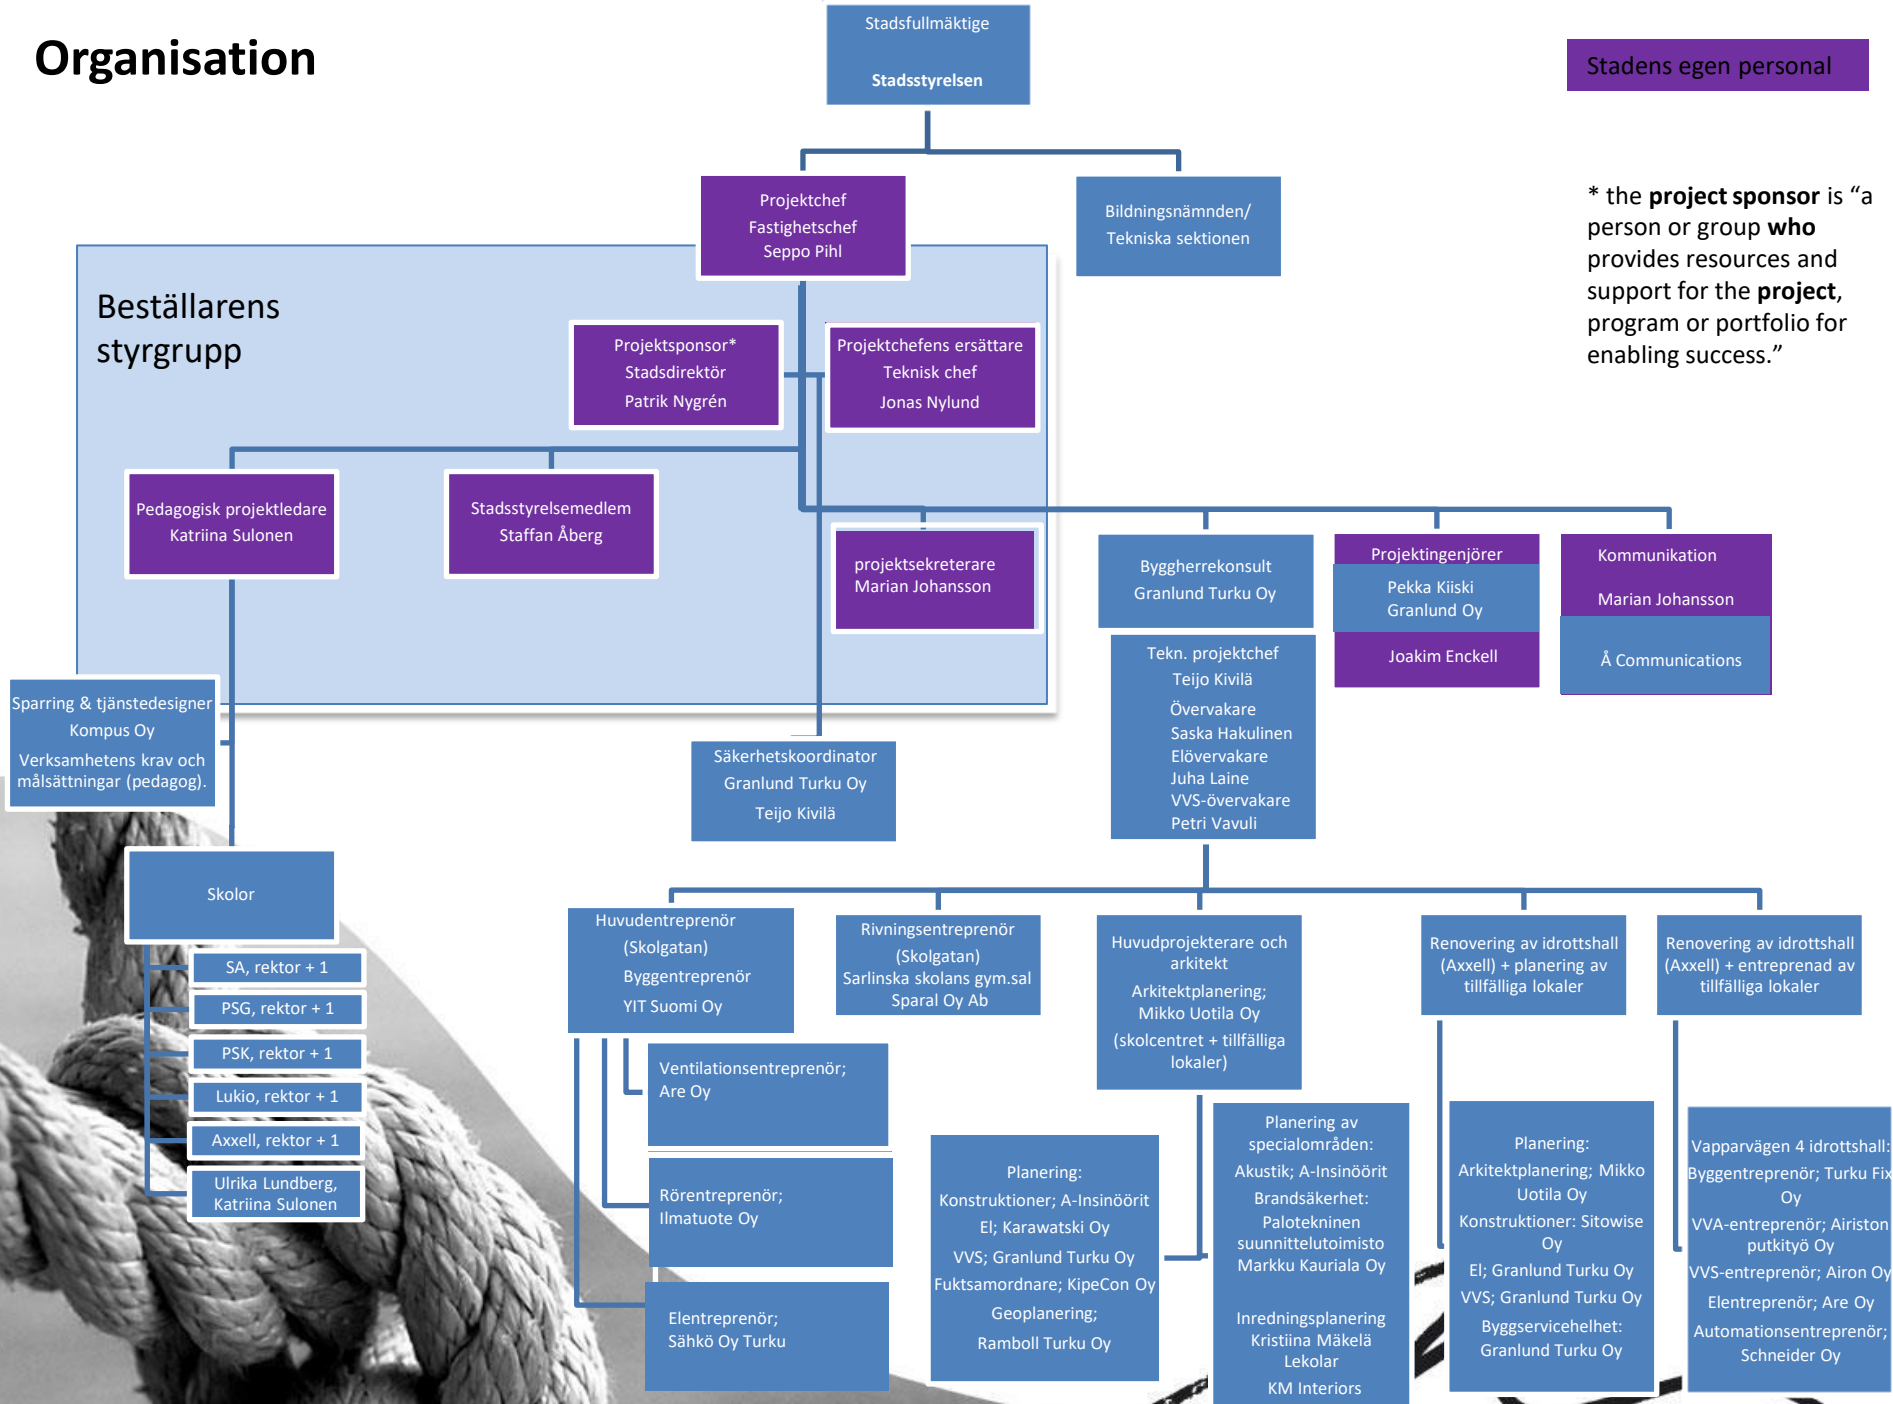 Organisation
Stadsfullmäktige
Stadsstyrelsen
Stadens egen personal
* the project sponsor is “a
person or group who
provides resources and
support for the project,
program or portfolio for
enabling success.”
Projektchef
Fastighetschef
Seppo Pihl
Bildningsnämnden/
Tekniska sektionen
Beställarens
styrgrupp
Projektsponsor*
Stadsdirektör
Patrik Nygrén
Projektchefens ersättare
Teknisk chef
Jonas Nylund
Pedagogisk projektledare
Katriina Sulonen
Stadsstyrelsemedlem
Staffan Åberg
projektsekreterare
Marian Johansson
Byggherrekonsult
Granlund Turku Oy
Projektingenjörer
Pekka Kiiski
Granlund Oy
Joakim Enckell
Kommunikation
Marian Johansson
Å Communications
Tekn. projektchef
Teijo Kivilä
Övervakare
Saska Hakulinen
Elövervakare
Juha Laine
VVS-övervakare
Petri Vavuli
Sparring & tjänstedesigner
Kompus Oy
Verksamhetens krav och
målsättningar (pedagog).
Säkerhetskoordinator
Granlund Turku Oy
Teijo Kivilä
Skolor
SA, rektor + 1
PSG, rektor + 1
PSK, rektor + 1
Lukio, rektor + 1
Axxell, rektor + 1
Ulrika Lundberg,
Katriina Sulonen
Huvudentreprenör
(Skolgatan)
Byggentreprenör
YIT Suomi Oy
Ventilationsentreprenör;
Are Oy
Rörentreprenör;
Ilmatuote Oy
Elentreprenör;
Sähkö Oy Turku
Rivningsentreprenör
(Skolgatan)
Sarlinska skolans gym.sal
Sparal Oy Ab
Huvudprojekterare och
arkitekt
Arkitektplanering;
Mikko Uotila Oy
(skolcentret + tillfälliga
lokaler)
Planering:
Konstruktioner; A-Insinöörit
El; Karawatski Oy
VVS; Granlund Turku Oy
Fuktsamordnare; KipeCon Oy
Geoplanering;
Ramboll Turku Oy
Planering av
specialområden:
Akustik; A-Insinöörit
Brandsäkerhet:
Palotekninen
suunnittelutoimisto
Markku Kauriala Oy
Inredningsplanering
Kristiina Mäkelä
Lekolar
KM Interiors
Renovering av idrottshall
(Axxell) + planering av
tillfälliga lokaler
Planering:
Arkitektplanering; Mikko
Uotila Oy
Konstruktioner: Sitowise
Oy
El; Granlund Turku Oy
VVS; Granlund Turku Oy
Byggservicehelhet:
Granlund Turku Oy
Renovering av idrottshall
(Axxell) + entreprenad av
tillfälliga lokaler
Vapparvägen 4 idrottshall:
Byggentreprenör; Turku Fix
Oy
VVA-entreprenör; Airiston
putkityö Oy
VVS-entreprenör; Airon Oy
Elentreprenör; Are Oy
Automationsentreprenör;
Schneider Oy